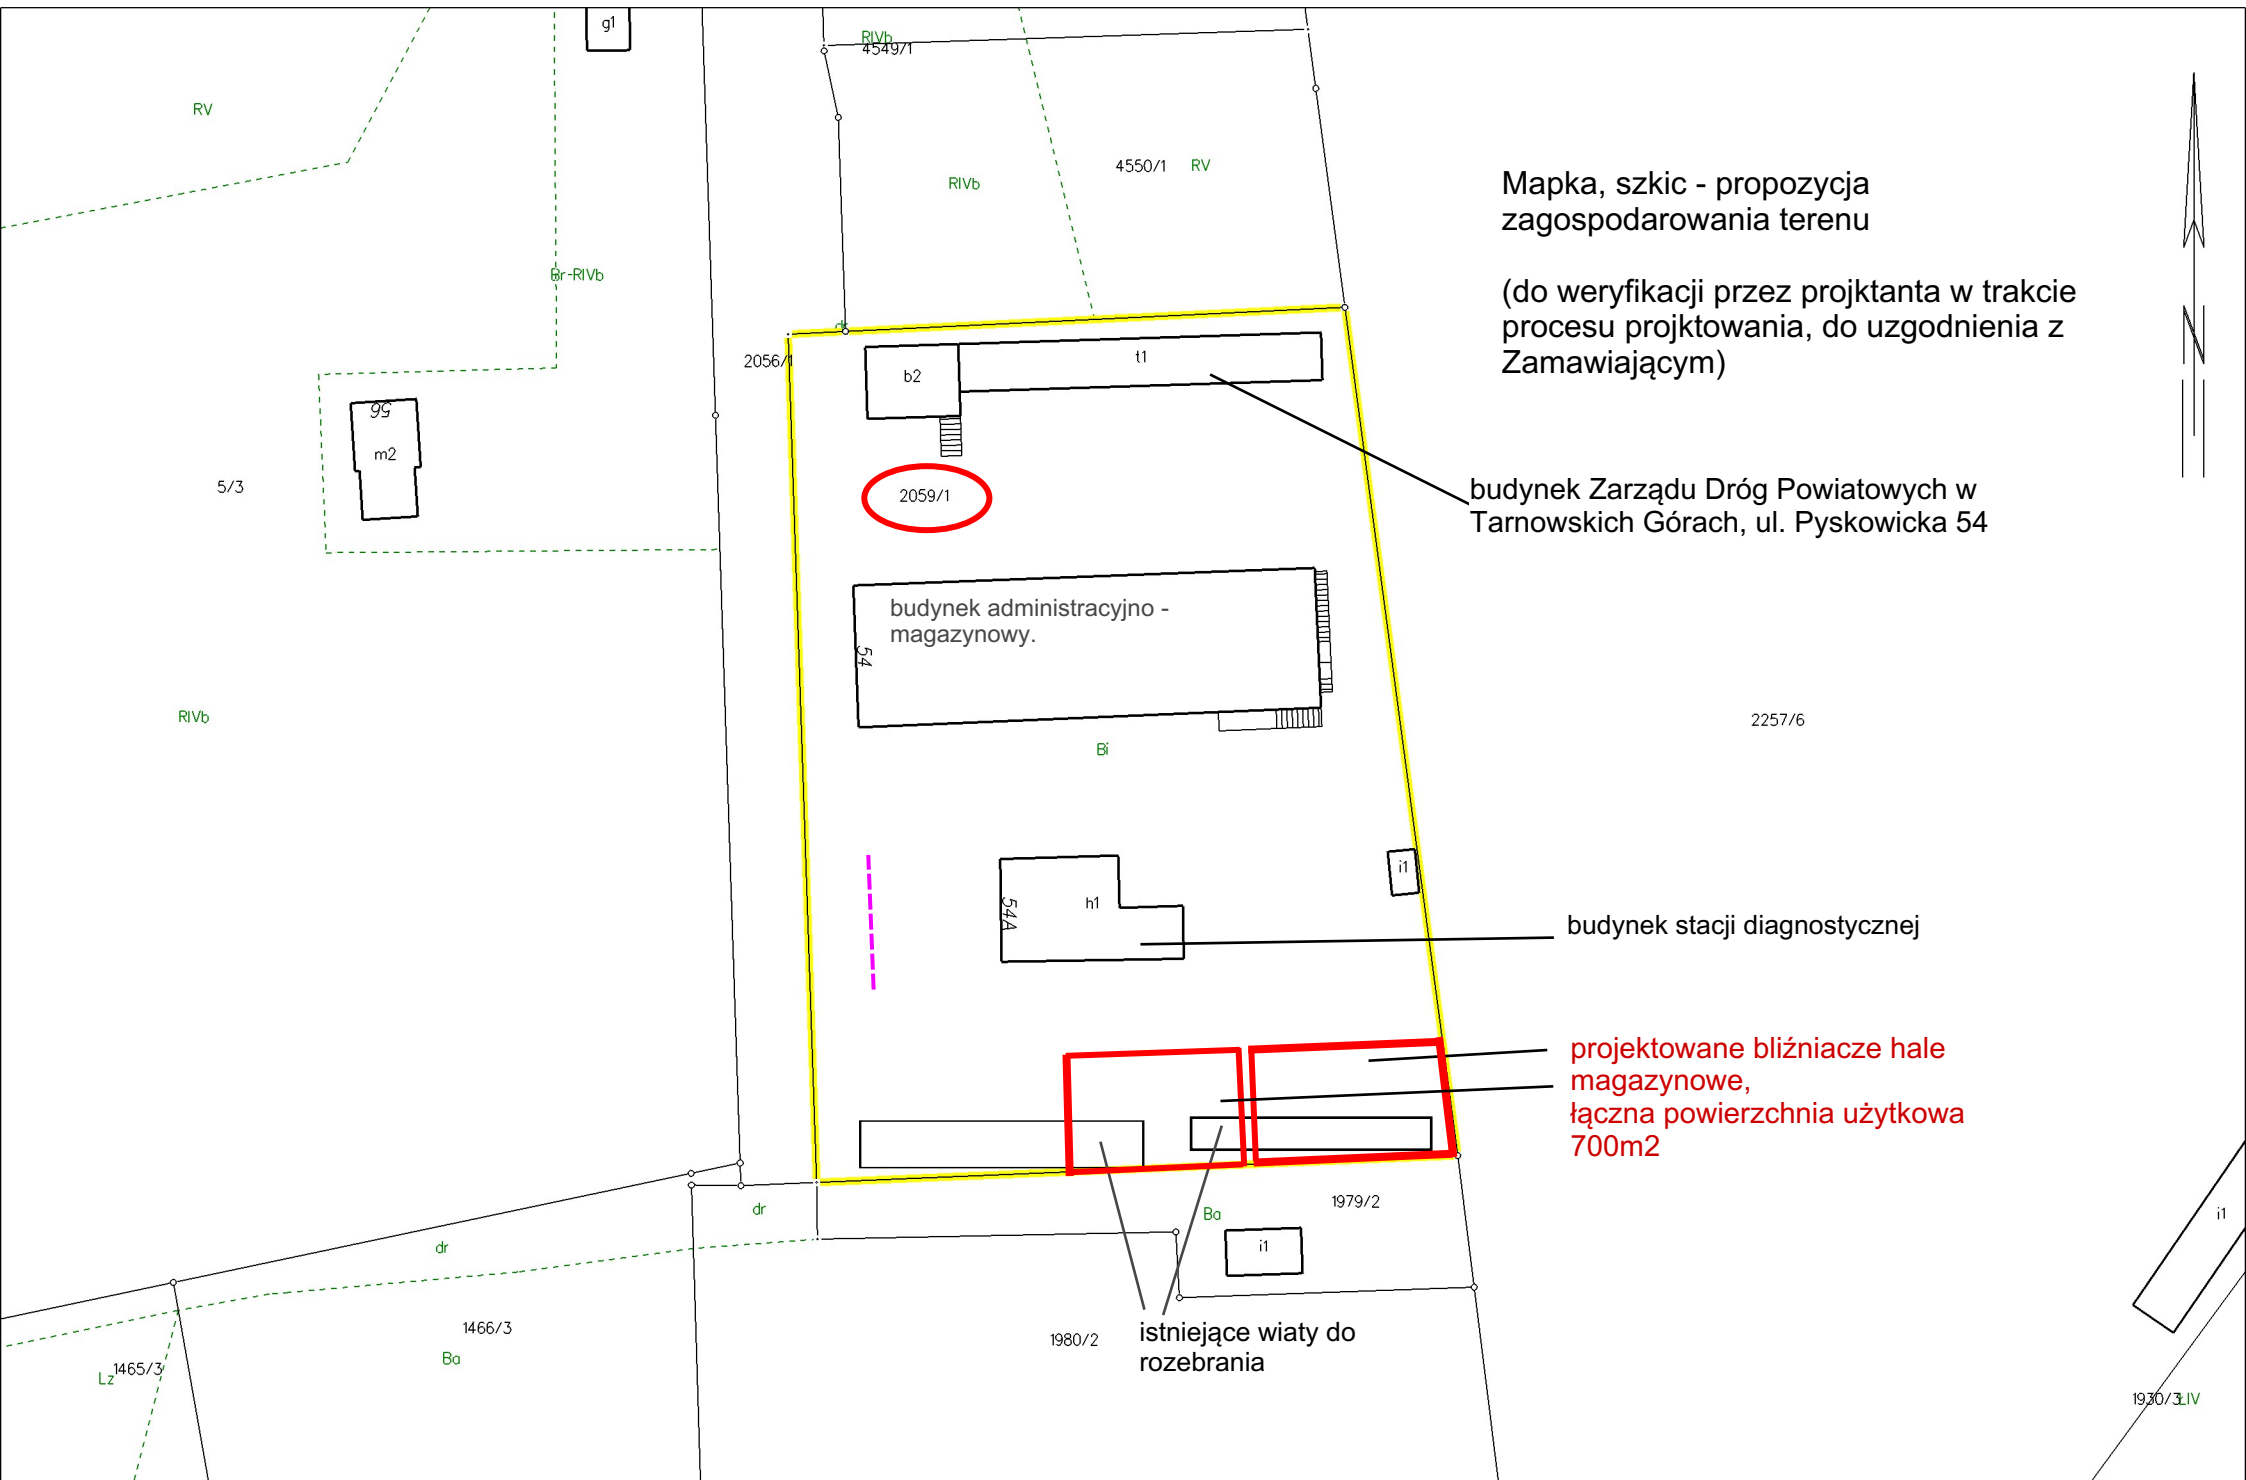 g1
RIVb
4549/1
RV
4550/1 RV
RIVb
Mapka, szkic - propozycja
zagospodarowania terenu
(do weryfikacji przez projktanta w trakcie
procesu projktowania, do uzgodnienia z
Zamawiającym)
N
Br-RIVb
dr
2056/1
b2
t1
56
m2
5/3
2059/1
budynek Zarządu Dróg Powiatowych w
Tarnowskich Górach, ul. Pyskowicka 54
budynek administracyjno -
magazynowy.
54
RIVb
2257/6
Bi
i1
h1
54A
budynek stacji diagnostycznej
projektowane bliźniacze hale
magazynowe,
łączna powierzchnia użytkowa
700m2
dr
1979/2
Ba
i1
i1
dr
1466/3
Ba
1980/2
istniejące wiaty do
rozebrania
1465/3
Lz
1930/3 ŁIV